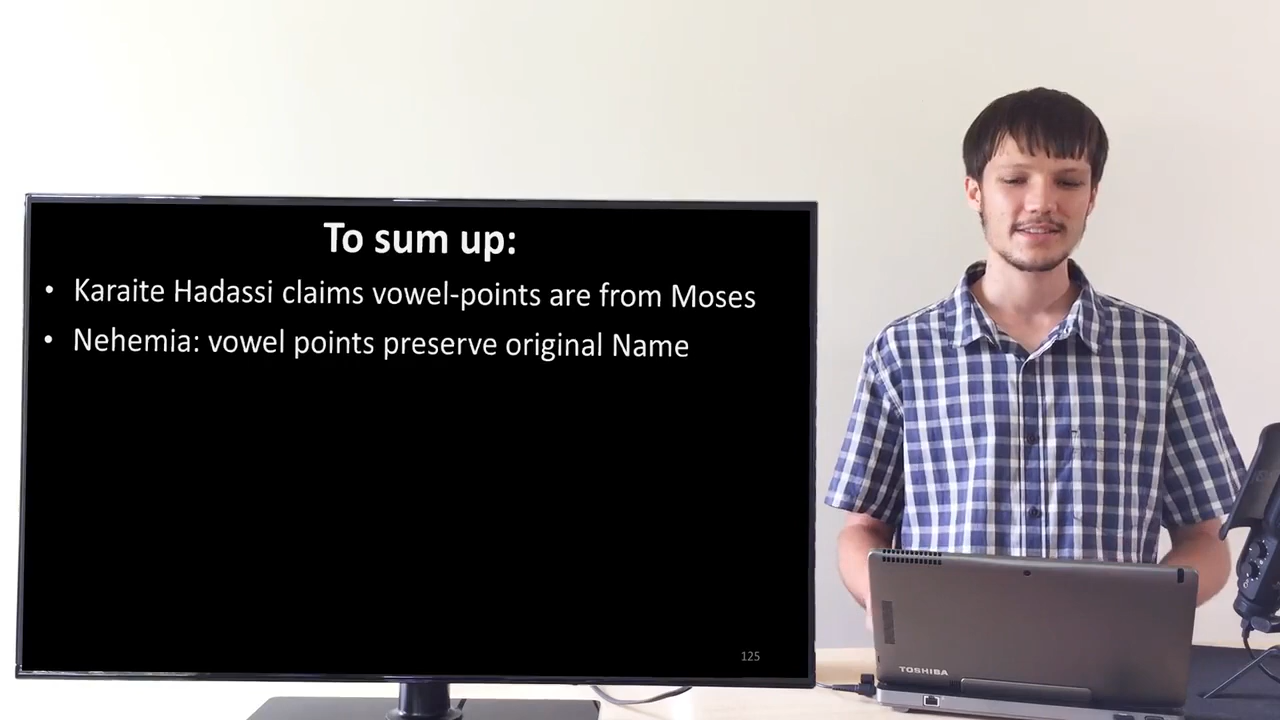 To sum up:
• Karaite Hadassi claims vowel-points are from Moses
• Nehemia: vowel points preserve original Name
125
TOSHIBA